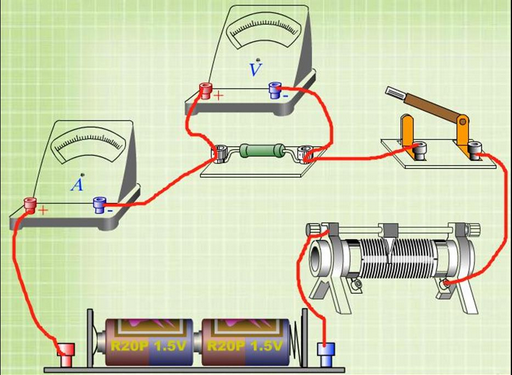 V
+ -
A
+ -
R20P 1.5V R20P 1.5V